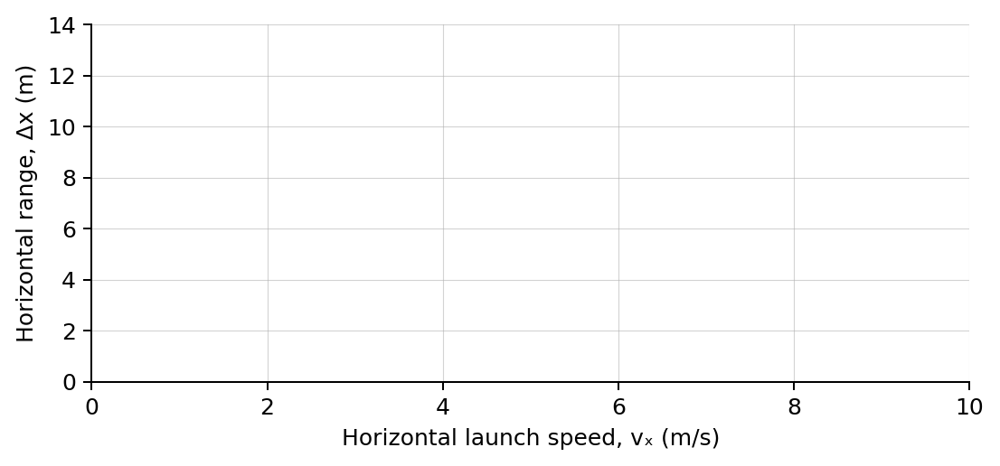 Horizontal range, Δx (m)
14
12
10
8
6
4
2
0
0 2 4 6 8 10
Horizontal launch speed, vₓ (m/s)